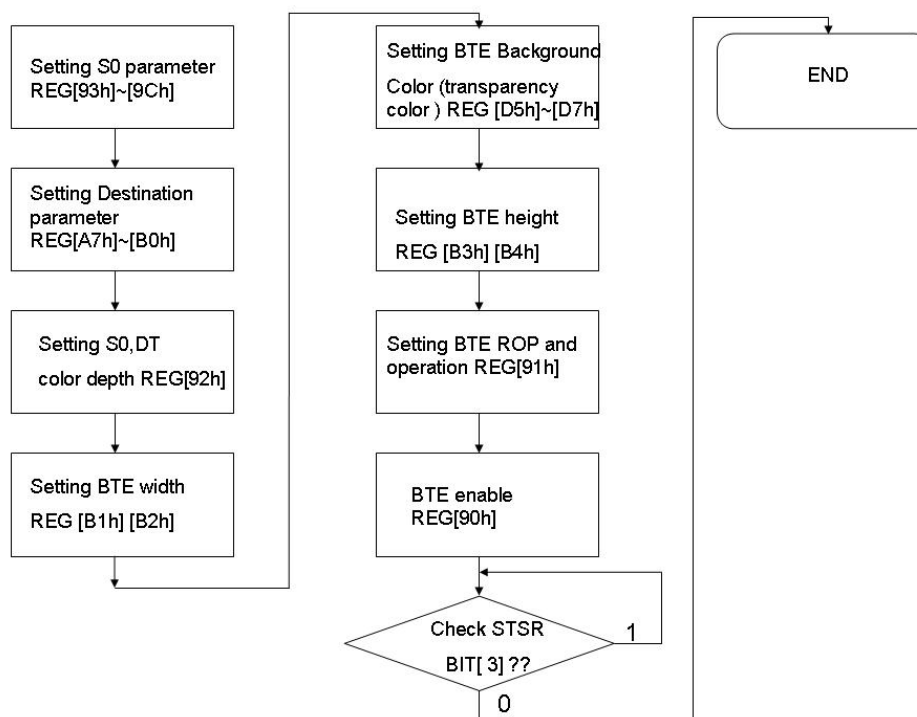 Setting S0 parameter
REG[93h]~[9Ch]
Setting Destination
parameter
REG[A7h]~[B0h]
Setting S0,DT
color depth REG[92h]
Setting BTE width
REG [B1h] [B2h]
Setting BTE Background
Color (transparency
color ) REG [D5h]~[D7h]
Setting BTE height
REG [B3h] [B4h]
Setting BTE ROP and
operation REG[91h]
BTE enable
REG[90h]
Check STSR
BIT[ 3] ??
1
0
END